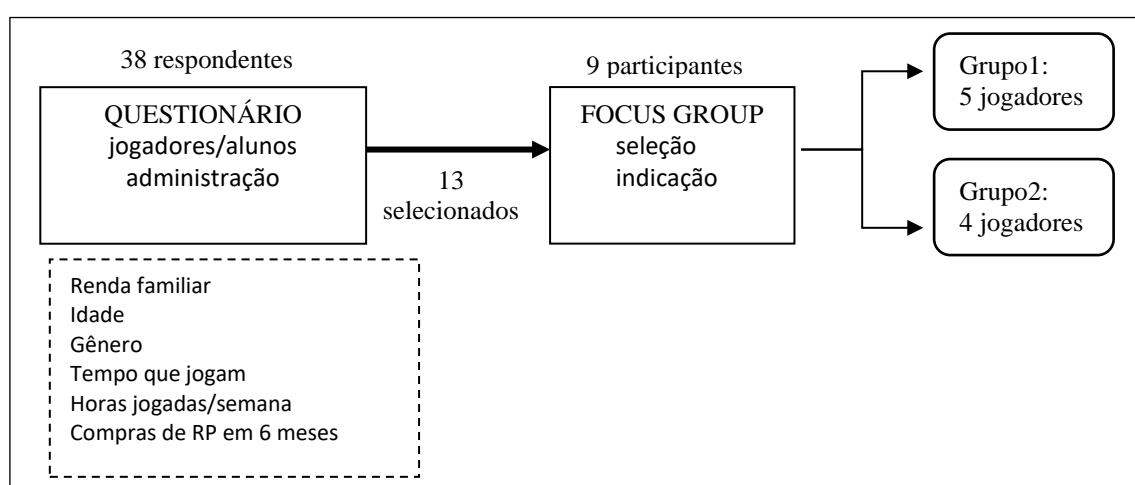 38 respondentes
QUESTIONÁRIO
jogadores/alunos
administração
13
selecionados
9 participantes
FOCUS GROUP
seleção
indicação
Grupo1:
5 jogadores
Grupo2:
4 jogadores
Renda familiar
Idade
Gênero
Tempo que jogam
Horas jogadas/semana
Compras de RP em 6 meses